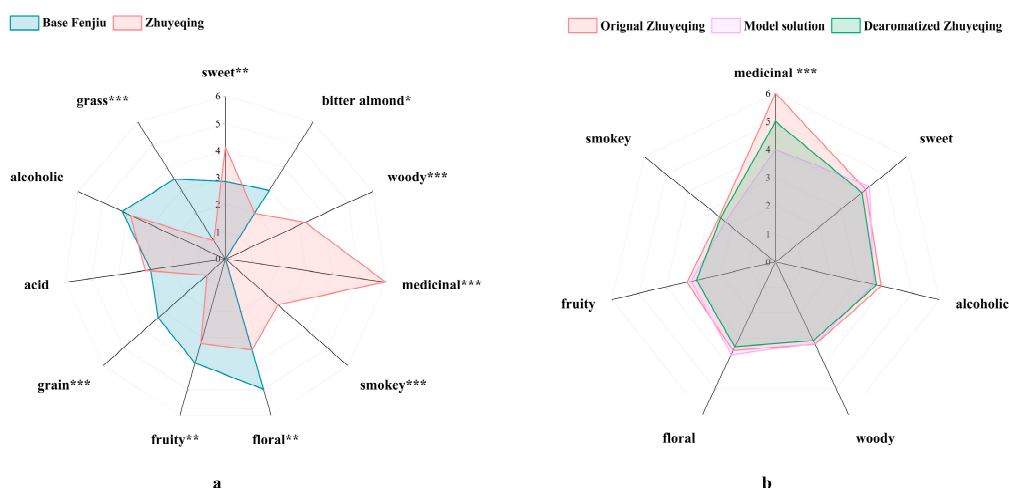 Base Fenjiu Zhuyeqing
sweet**
bitter almond*
woody***
medicinal***
smokey***
floral**
fruity**
grain***
acid
alcoholic
grass***
6
5
4
3
2
1
0
a
Orignal Zhuyeqing Model solution Dearomatized Zhuyeqing
medicinal ***
sweet
alcoholic
woody
floral
fruity
smokey
6
5
4
3
2
1
0
b